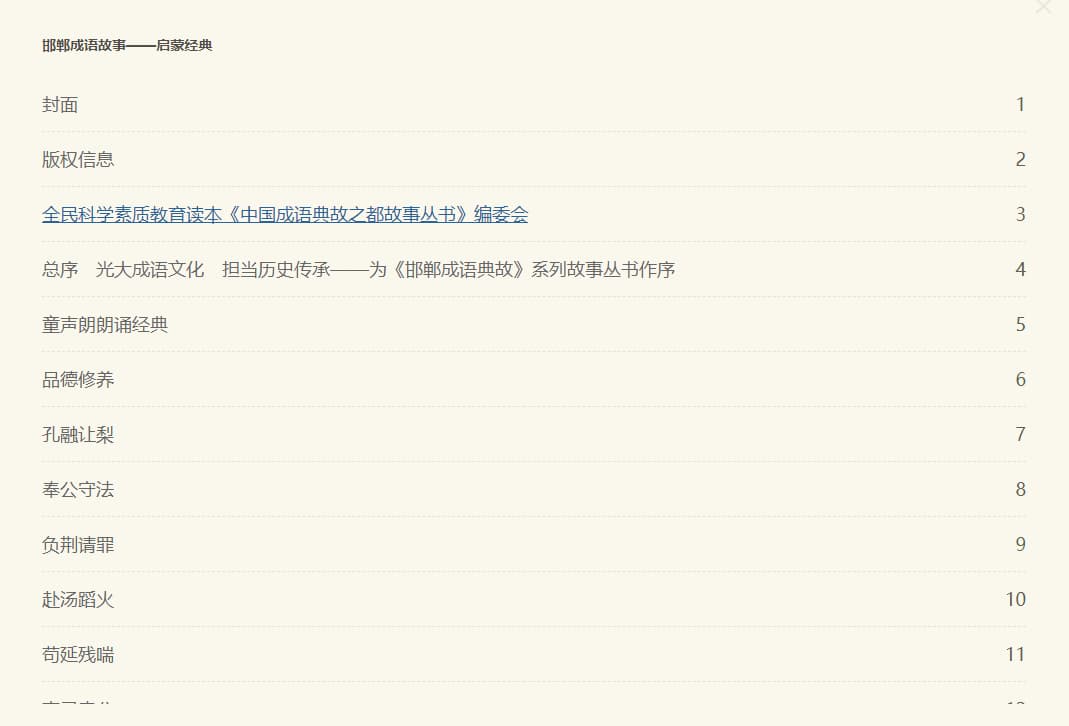 邯郸成语故事——启蒙经典
封面 1
版权信息 2
全民科学素质教育读本《中国成语典故之都故事丛书》编委会 3
总序　光大成语文化　担当历史传承——为《邯郸成语典故》系列故事丛书作序 4
童声朗朗诵经典 5
品德修养 6
孔融让梨 7
奉公守法 8
负荆请罪 9
赴汤蹈火 10
苟延残喘 11